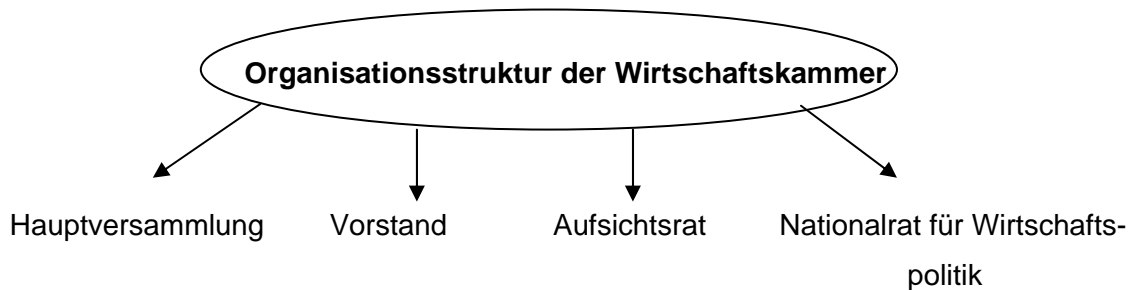 Organisationsstruktur der Wirtschaftskammer
Hauptversammlung
Vorstand
Aufsichtsrat
Nationalrat für Wirtschafts-
politik